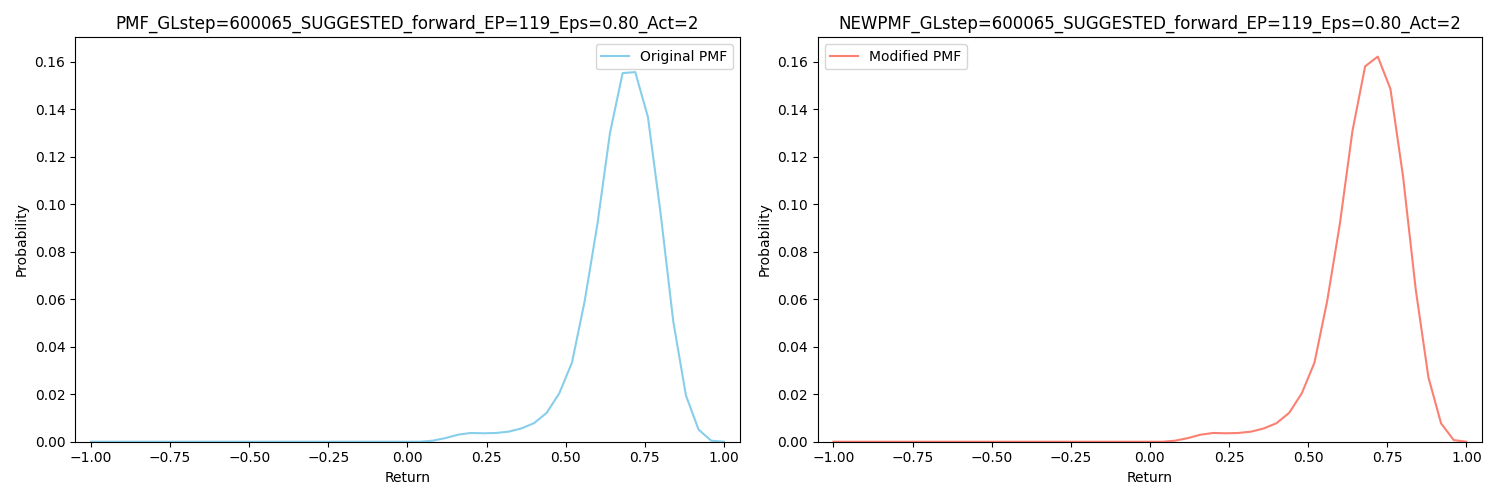 PMF_GLstep=600065_SUGGESTED_forward_EP=119_Eps=0.80_Act=2
Original PMF
0.16
0.14
0.12
0.10
0.08
0.06
0.04
0.02
0.00
Probability
−1.00 −0.75 −0.50 −0.25 0.00 0.25 0.50 0.75 1.00
Return
NEWPMF_GLstep=600065_SUGGESTED_forward_EP=119_Eps=0.80_Act=2
Modified PMF
0.16
0.14
0.12
0.10
0.08
0.06
0.04
0.02
0.00
Probability
−1.00 −0.75 −0.50 −0.25 0.00 0.25 0.50 0.75 1.00
Return